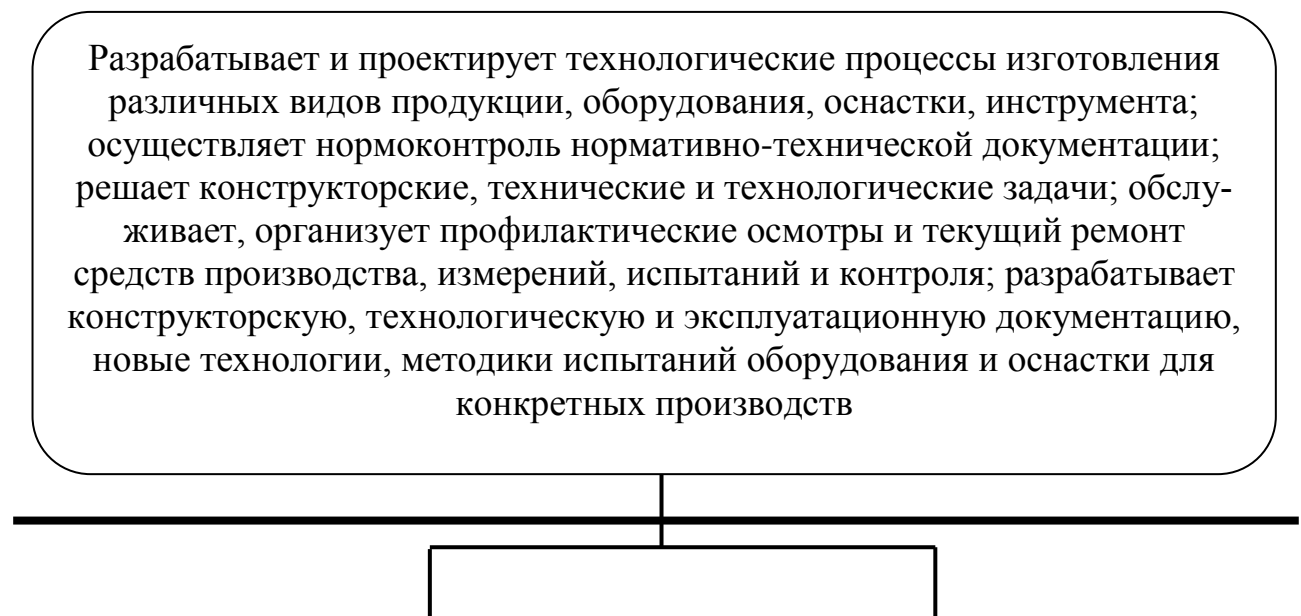 Разрабатывает и проектирует технологические процессы изготовления
различных видов продукции, оборудования, оснастки, инструмента;
осуществляет нормоконтроль нормативно-технической документации;
решает конструкторские, технические и технологические задачи; обслу-
живает, организует профилактические осмотры и текущий ремонт
средств производства, измерений, испытаний и контроля; разрабатывает
конструкторскую, технологическую и эксплуатационную документацию,
новые технологии, методики испытаний оборудования и оснастки для
конкретных производств